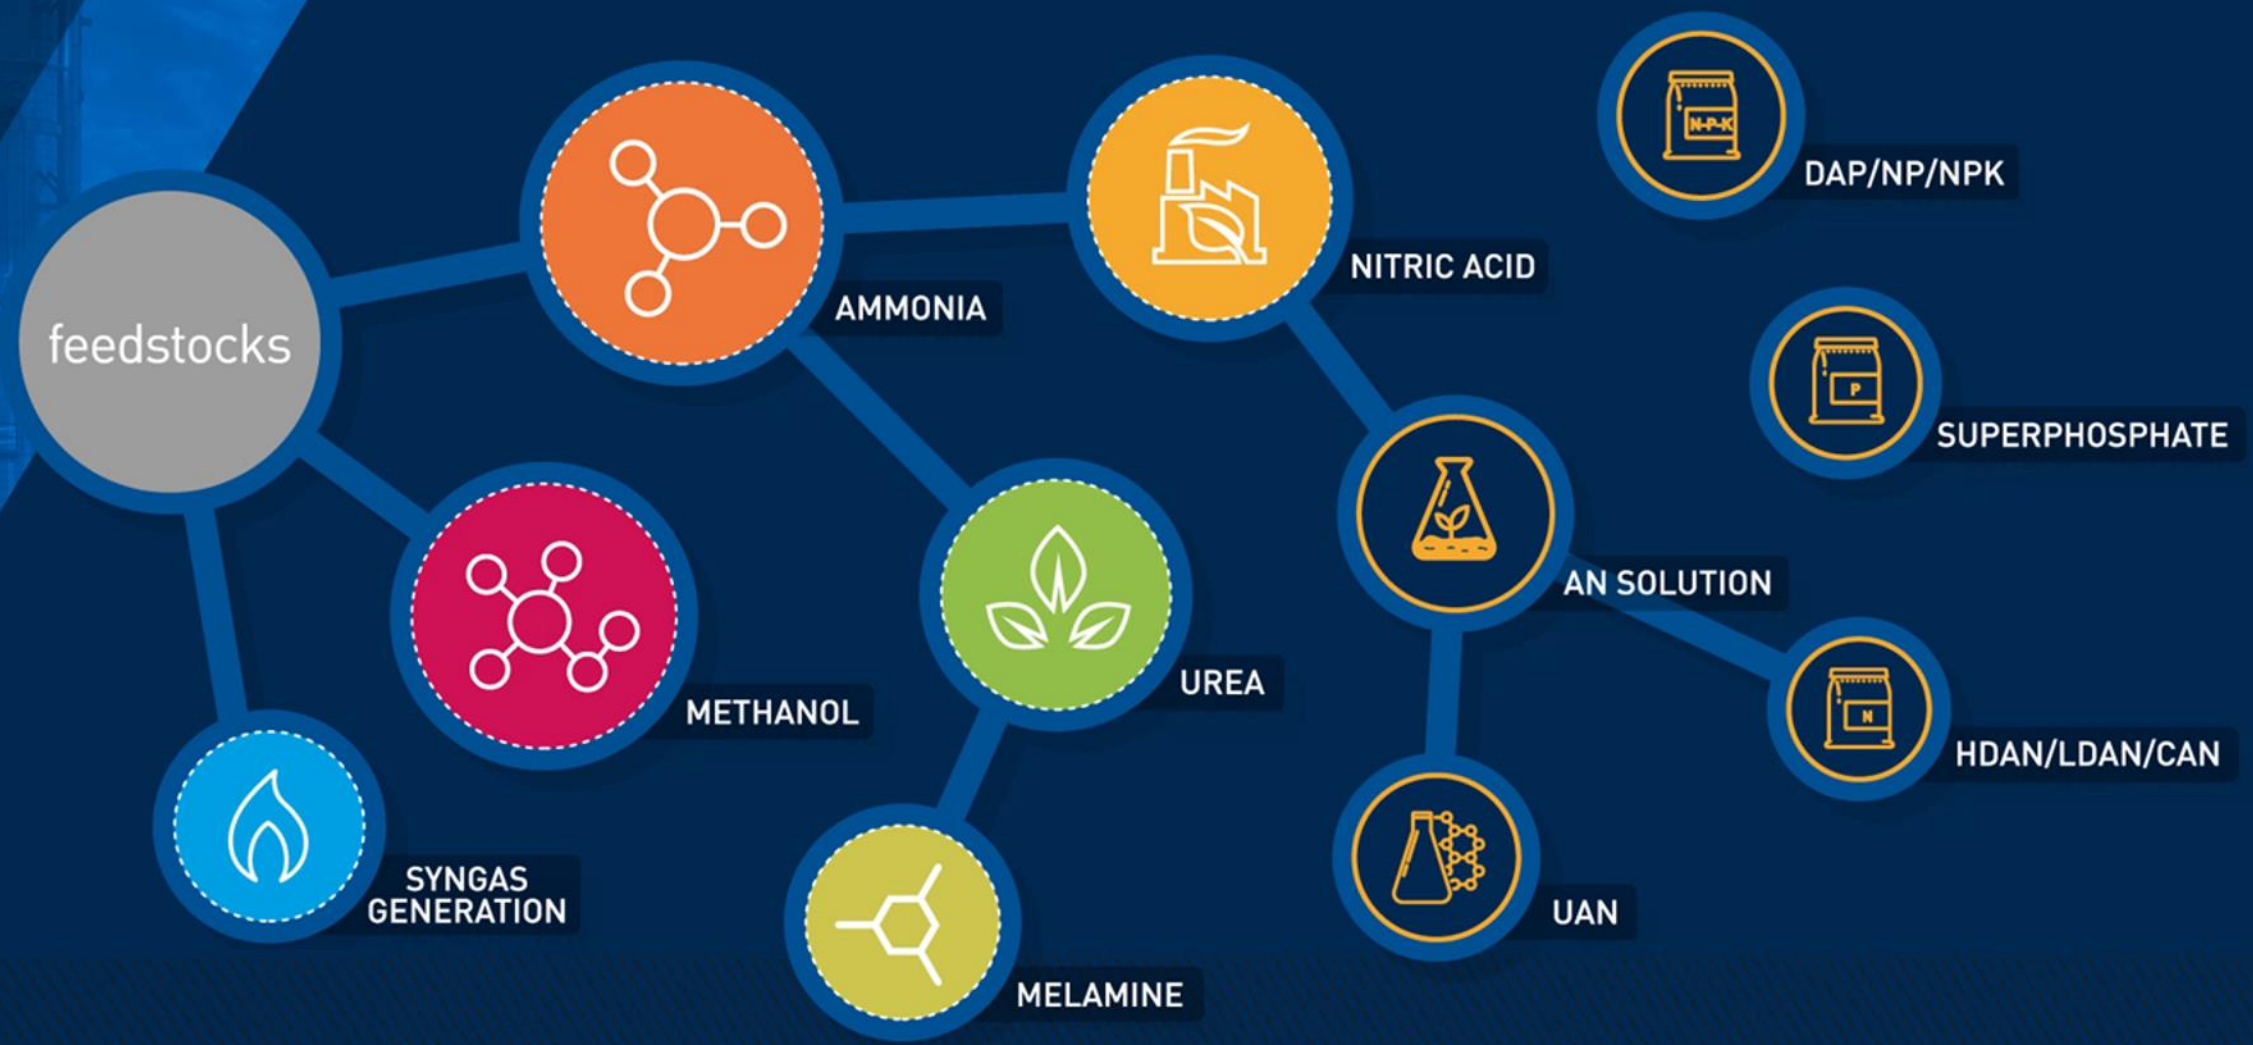 N-P-K
DAP/NP/NPK
NITRIC ACID
AMMONIA
feedstocks
P
SUPERPHOSPHATE
AN SOLUTION
UREA
METHANOL
N
HDAN/LDAN/CAN
SYNGAS
GENERATION
UAN
MELAMINE